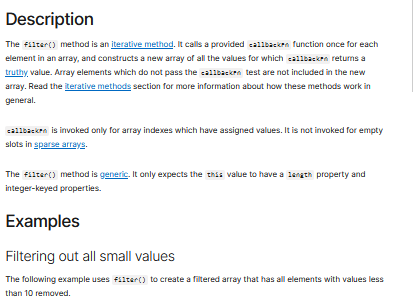 Description
The filter() method is an iterative method. It calls a provided callbackFn function once for each
element in an array, and constructs a new array of all the values for which callbackFn returns a
truthy value. Array elements which do not pass the callbackFn test are not included in the new
array. Read the iterative methods section for more information about how these methods work in
general.
callbackFn is invoked only for array indexes which have assigned values. It is not invoked for empty
slots in sparse arrays.
The filter() method is generic. It only expects the this value to have a length property and
integer-keyed properties.
Examples
Filtering out all small values
The following example uses filter() to create a filtered array that has all elements with values less
than 10 removed.